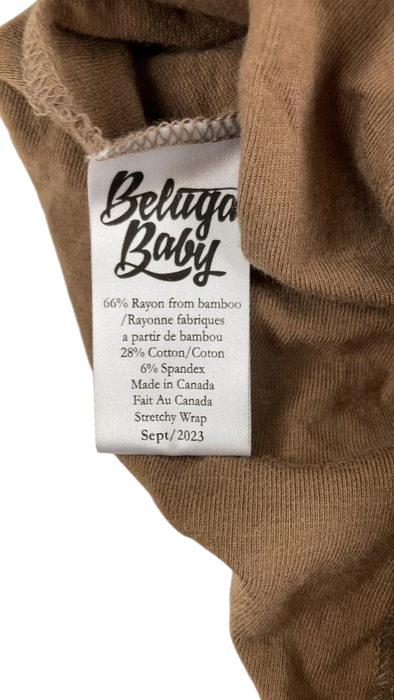 Beluga
Baby
66% Rayon from bamboo
/Rayonne fabriques
a partir de bambou
28% Cotton/Coton
6% Spandex
Made in Canada
Fait Au Canada
Stretchy Wrap
Sept/2023